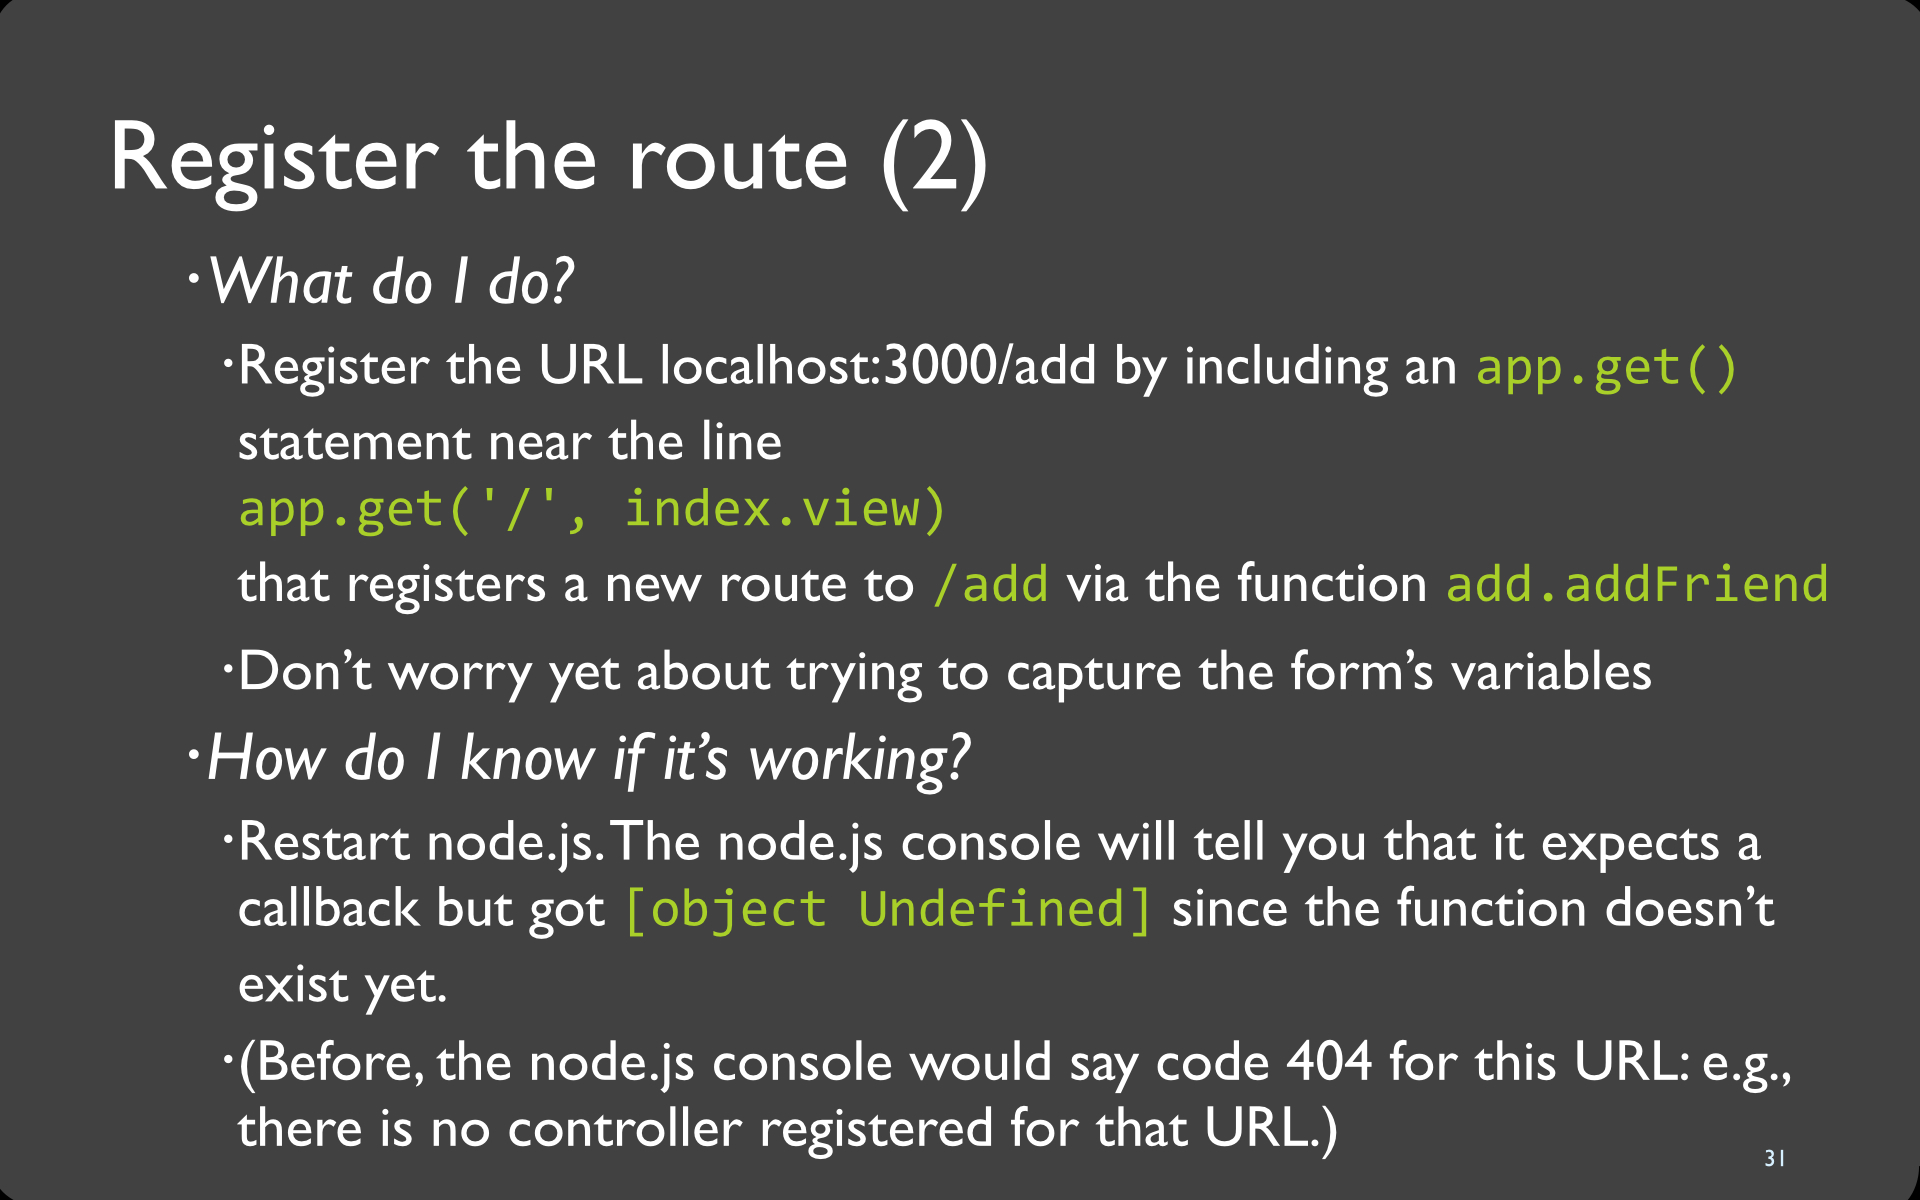 Register the route (2)
•What do I do?
•Register the URL localhost:3000/add by including an app.get()
statement near the line
app.get('/', index.view)
that registers a new route to /add via the function add.addFriend
•Don’t worry yet about trying to capture the form’s variables
•How do I know if it’s working?
•Restart node.js. The node.js console will tell you that it expects a
callback but got [object Undefined] since the function doesn’t
exist yet.
•(Before, the node.js console would say code 404 for this URL: e.g.,
there is no controller registered for that URL.)
31